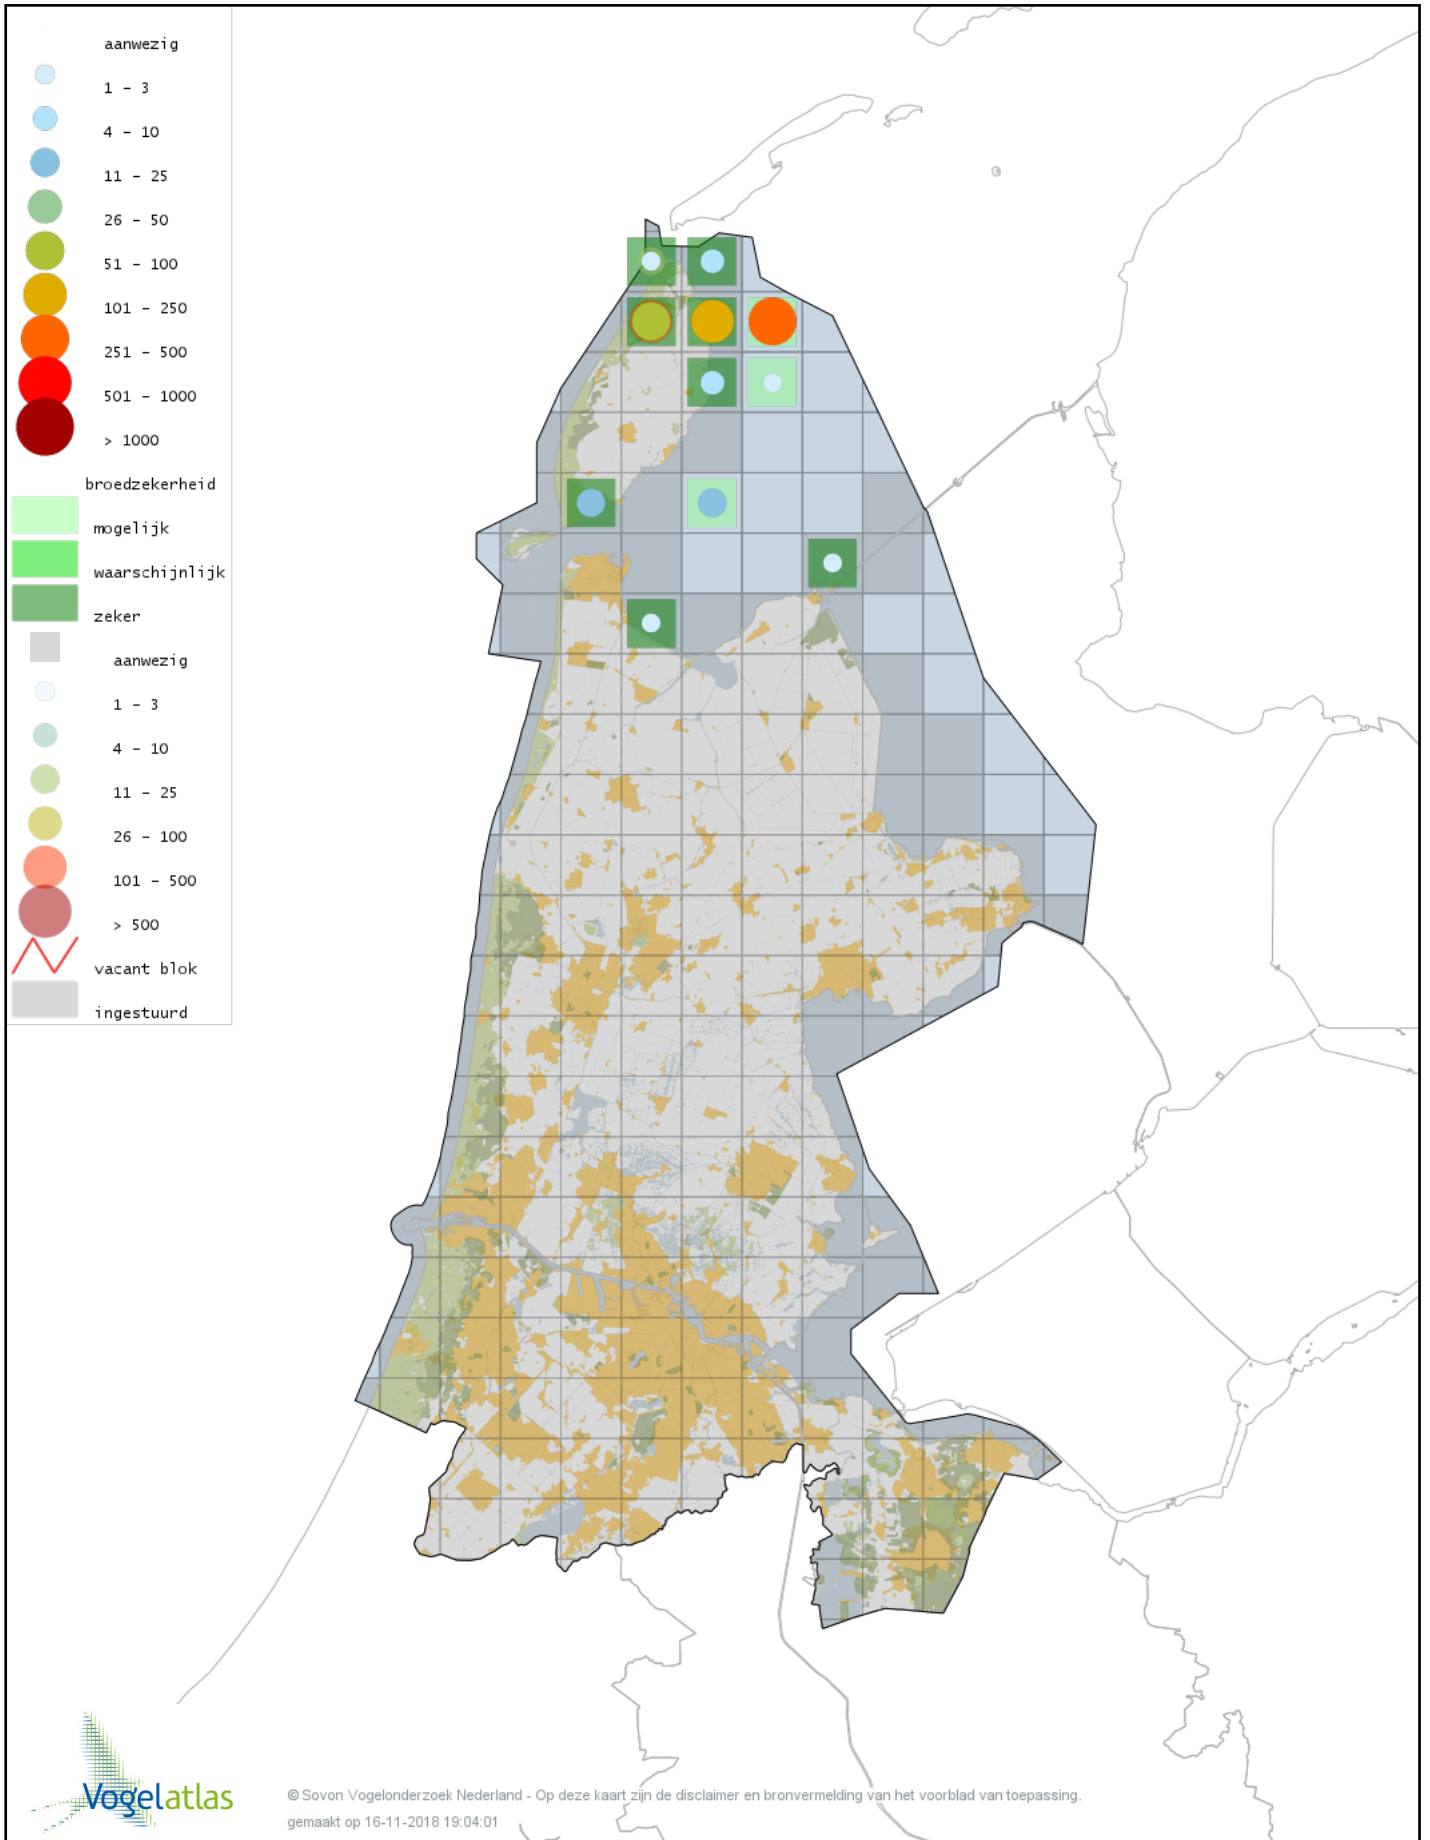 aanwezig
1 - 3
4 - 10
11 - 25
26 - 50
51 - 100
101 - 250
251 - 500
501 - 1000
> 1000
broedzekerheid
mogelijk
waarschijnlijk
zeker
aanwezig
1 - 3
4 - 10
11 - 25
26 - 100
101 - 500
> 500
vacant blok
ingestuurd
Vogelatlas
© Sovon Vogelonderzoek Nederland - Op deze kaart zijn de disclaimer en bronvermelding van het voorblad van toepassing.
gemaakt op 16-11-2018 19:04:01